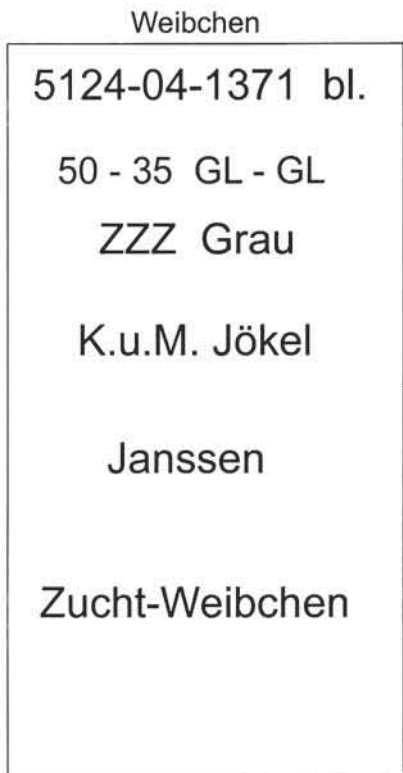 Weibchen
5124-04-1371 bl.
50 - 35 GL - GL
ZZZ Grau
K.u.M. Jökel
Janssen
Zucht-Weibchen